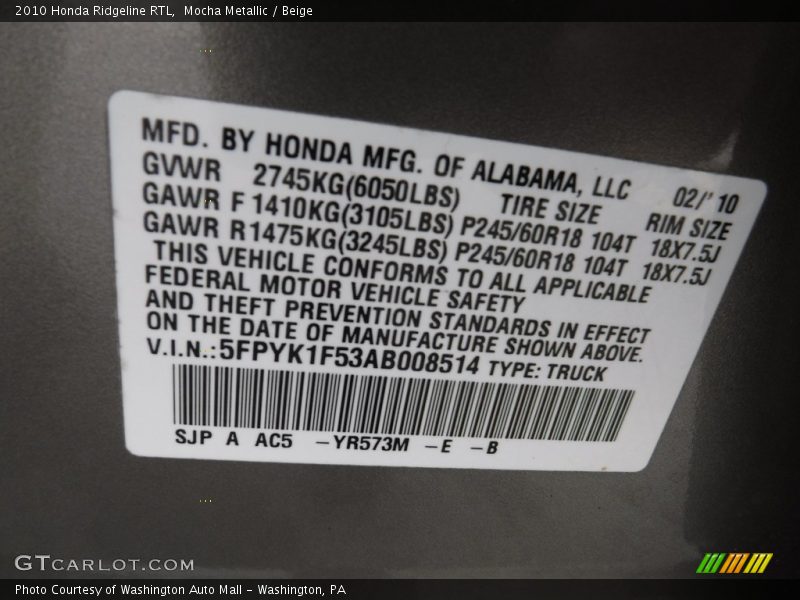 2010 Honda Ridgeline RTL, Mocha Metallic / Beige
MFD. BY HONDA MFG. OF ALABAMA, LLC 02/'10
GVWR 2745KG(6050LBS) TIRE SIZE RIM SIZE
GAWR F 1410KG(3105LBS) P245/60R18 104T 18X7.5J
GAWR R1475KG(3245LBS) P245/60R18 104T 18X7.5J
THIS VEHICLE CONFORMS TO ALL APPLICABLE
FEDERAL MOTOR VEHICLE SAFETY
AND THEFT PREVENTION STANDARDS IN EFFECT
ON THE DATE OF MANUFACTURE SHOWN ABOVE.
V.I.N.:5FPYK1F53AB008514 TYPE: TRUCK
SJP A AC5 -YR573M -E -B
GTCARLOT.COM
Photo Courtesy of Washington Auto Mall - Washington, PA